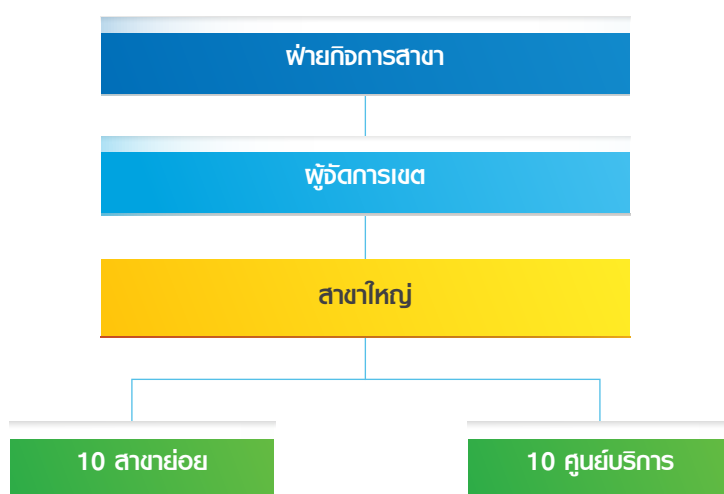 ฝ่ายกิจการสาขา
ผู้จัดการเขต
สาขาใหญ่
10 สาขาย่อย
10 ศูนย์บริการ